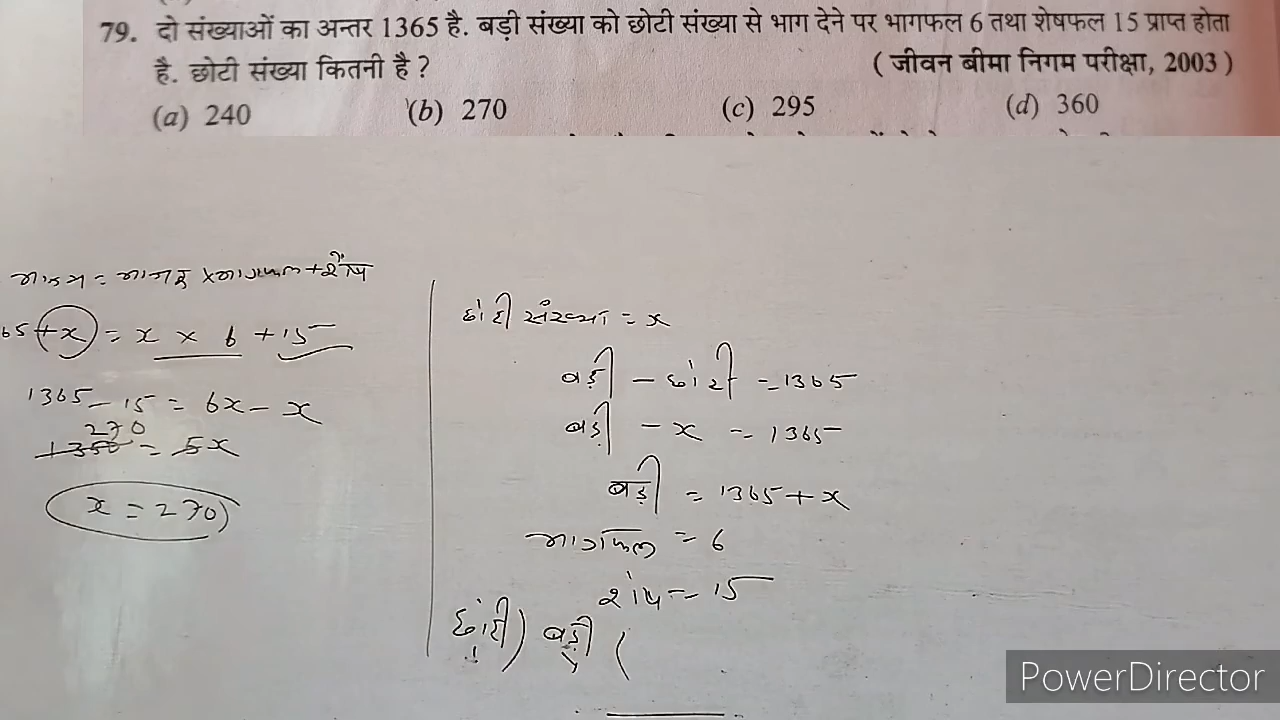 79. दो संख्याओं का अन्तर 1365 है. बड़ी संख्या को छोटी संख्या से भाग देने पर भागफल 6 तथा शेषफल 15 प्राप्त होता
है. छोटी संख्या कितनी है ? ( जीवन बीमा निगम परीक्षा, 2003 )
(a) 240 (b) 270 (c) 295 (d) 360
भाज्य = भाजक × भागफल + शेष
65 + x = x × 6 + 15
1365 - 15 = 6x - x
270
1350 = 5x
x = 270
छोटी संख्या = x
बड़ी - छोटी = 1365
बड़ी - x = 1365
बड़ी = 1365 + x
भागफल = 6
शेष = 15
छोटी ) बड़ी (
PowerDirector